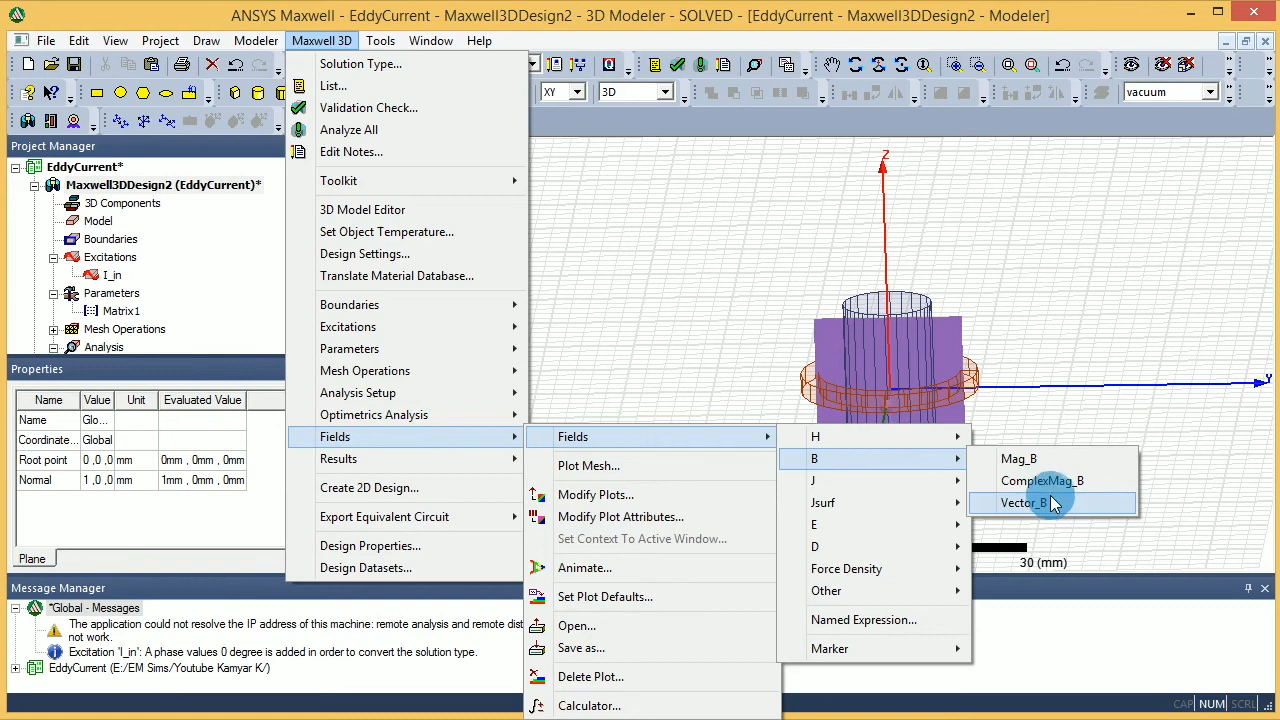 ANSYS Maxwell - EddyCurrent - Maxwell3DDesign2 - 3D Modeler - SOLVED - [EddyCurrent - Maxwell3DDesign2 - Modeler]
File Edit View Project Draw Modeler Maxwell 3D Tools Window Help
XY 3D vacuum
Project Manager
EddyCurrent*
Maxwell3DDesign2 (EddyCurrent)*
3D Components
Model
Boundaries
Excitations
I_in
Parameters
Matrix1
Mesh Operations
Analysis
Properties
Name Value Unit Evaluated Value
Name Glo...
Coordinate... Global
Root point 0 ,0 ,0 mm 0mm , 0mm , 0mm
Normal 1 ,0 ,0 mm 1mm , 0mm , 0mm
Plane
Solution Type...
List...
Validation Check...
Analyze All
Edit Notes...
Toolkit
3D Model Editor
Set Object Temperature...
Design Settings...
Translate Material Database...
Boundaries
Excitations
Parameters
Mesh Operations
Analysis Setup
Optimetrics Analysis
Fields
Results
Create 2D Design...
Export Equivalent Circuit
Design Properties...
Design Datasets...
Fields
Plot Mesh...
Modify Plots...
Modify Plot Attributes...
Set Context To Active Window...
Animate...
Set Plot Defaults...
Open...
Save as...
Delete Plot...
Calculator...
H
B
J
Jsurf
E
D
Force Density
Other
Named Expression...
Marker
Mag_B
ComplexMag_B
Vector_B
Z
Y
30 (mm)
Message Manager
*Global - Messages
The application could not resolve the IP address of this machine: remote analysis and remote dist
not work.
Excitation 'I_in': A phase values 0 degree is added in order to convert the solution type.
EddyCurrent (E:/EM Sims/Youtube Kamyar K/)
CAP NUM SCRL